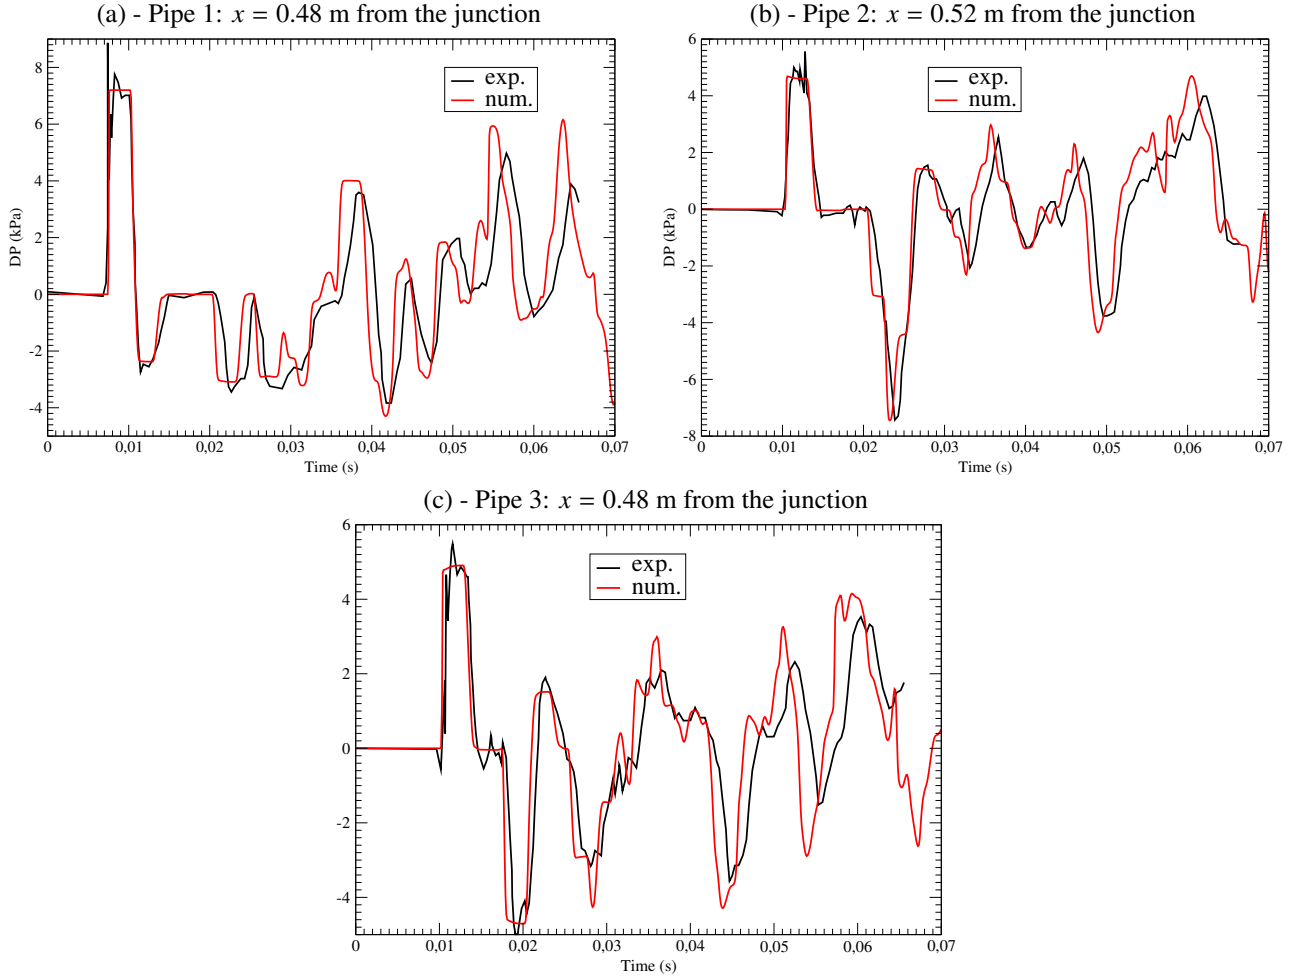 (a) - Pipe 1: x = 0.48 m from the junction
8
6
4
2
0
-2
-4
DP (kPa)
exp.
num.
0 0,01 0,02 0,03 0,04 0,05 0,06 0,07
Time (s)
(b) - Pipe 2: x = 0.52 m from the junction
6
4
2
0
-2
-4
-6
-8
DP (kPa)
exp.
num.
0 0,01 0,02 0,03 0,04 0,05 0,06 0,07
Time (s)
(c) - Pipe 3: x = 0.48 m from the junction
6
4
2
0
-2
-4
exp.
num.
0 0,01 0,02 0,03 0,04 0,05 0,06 0,07
Time (s)